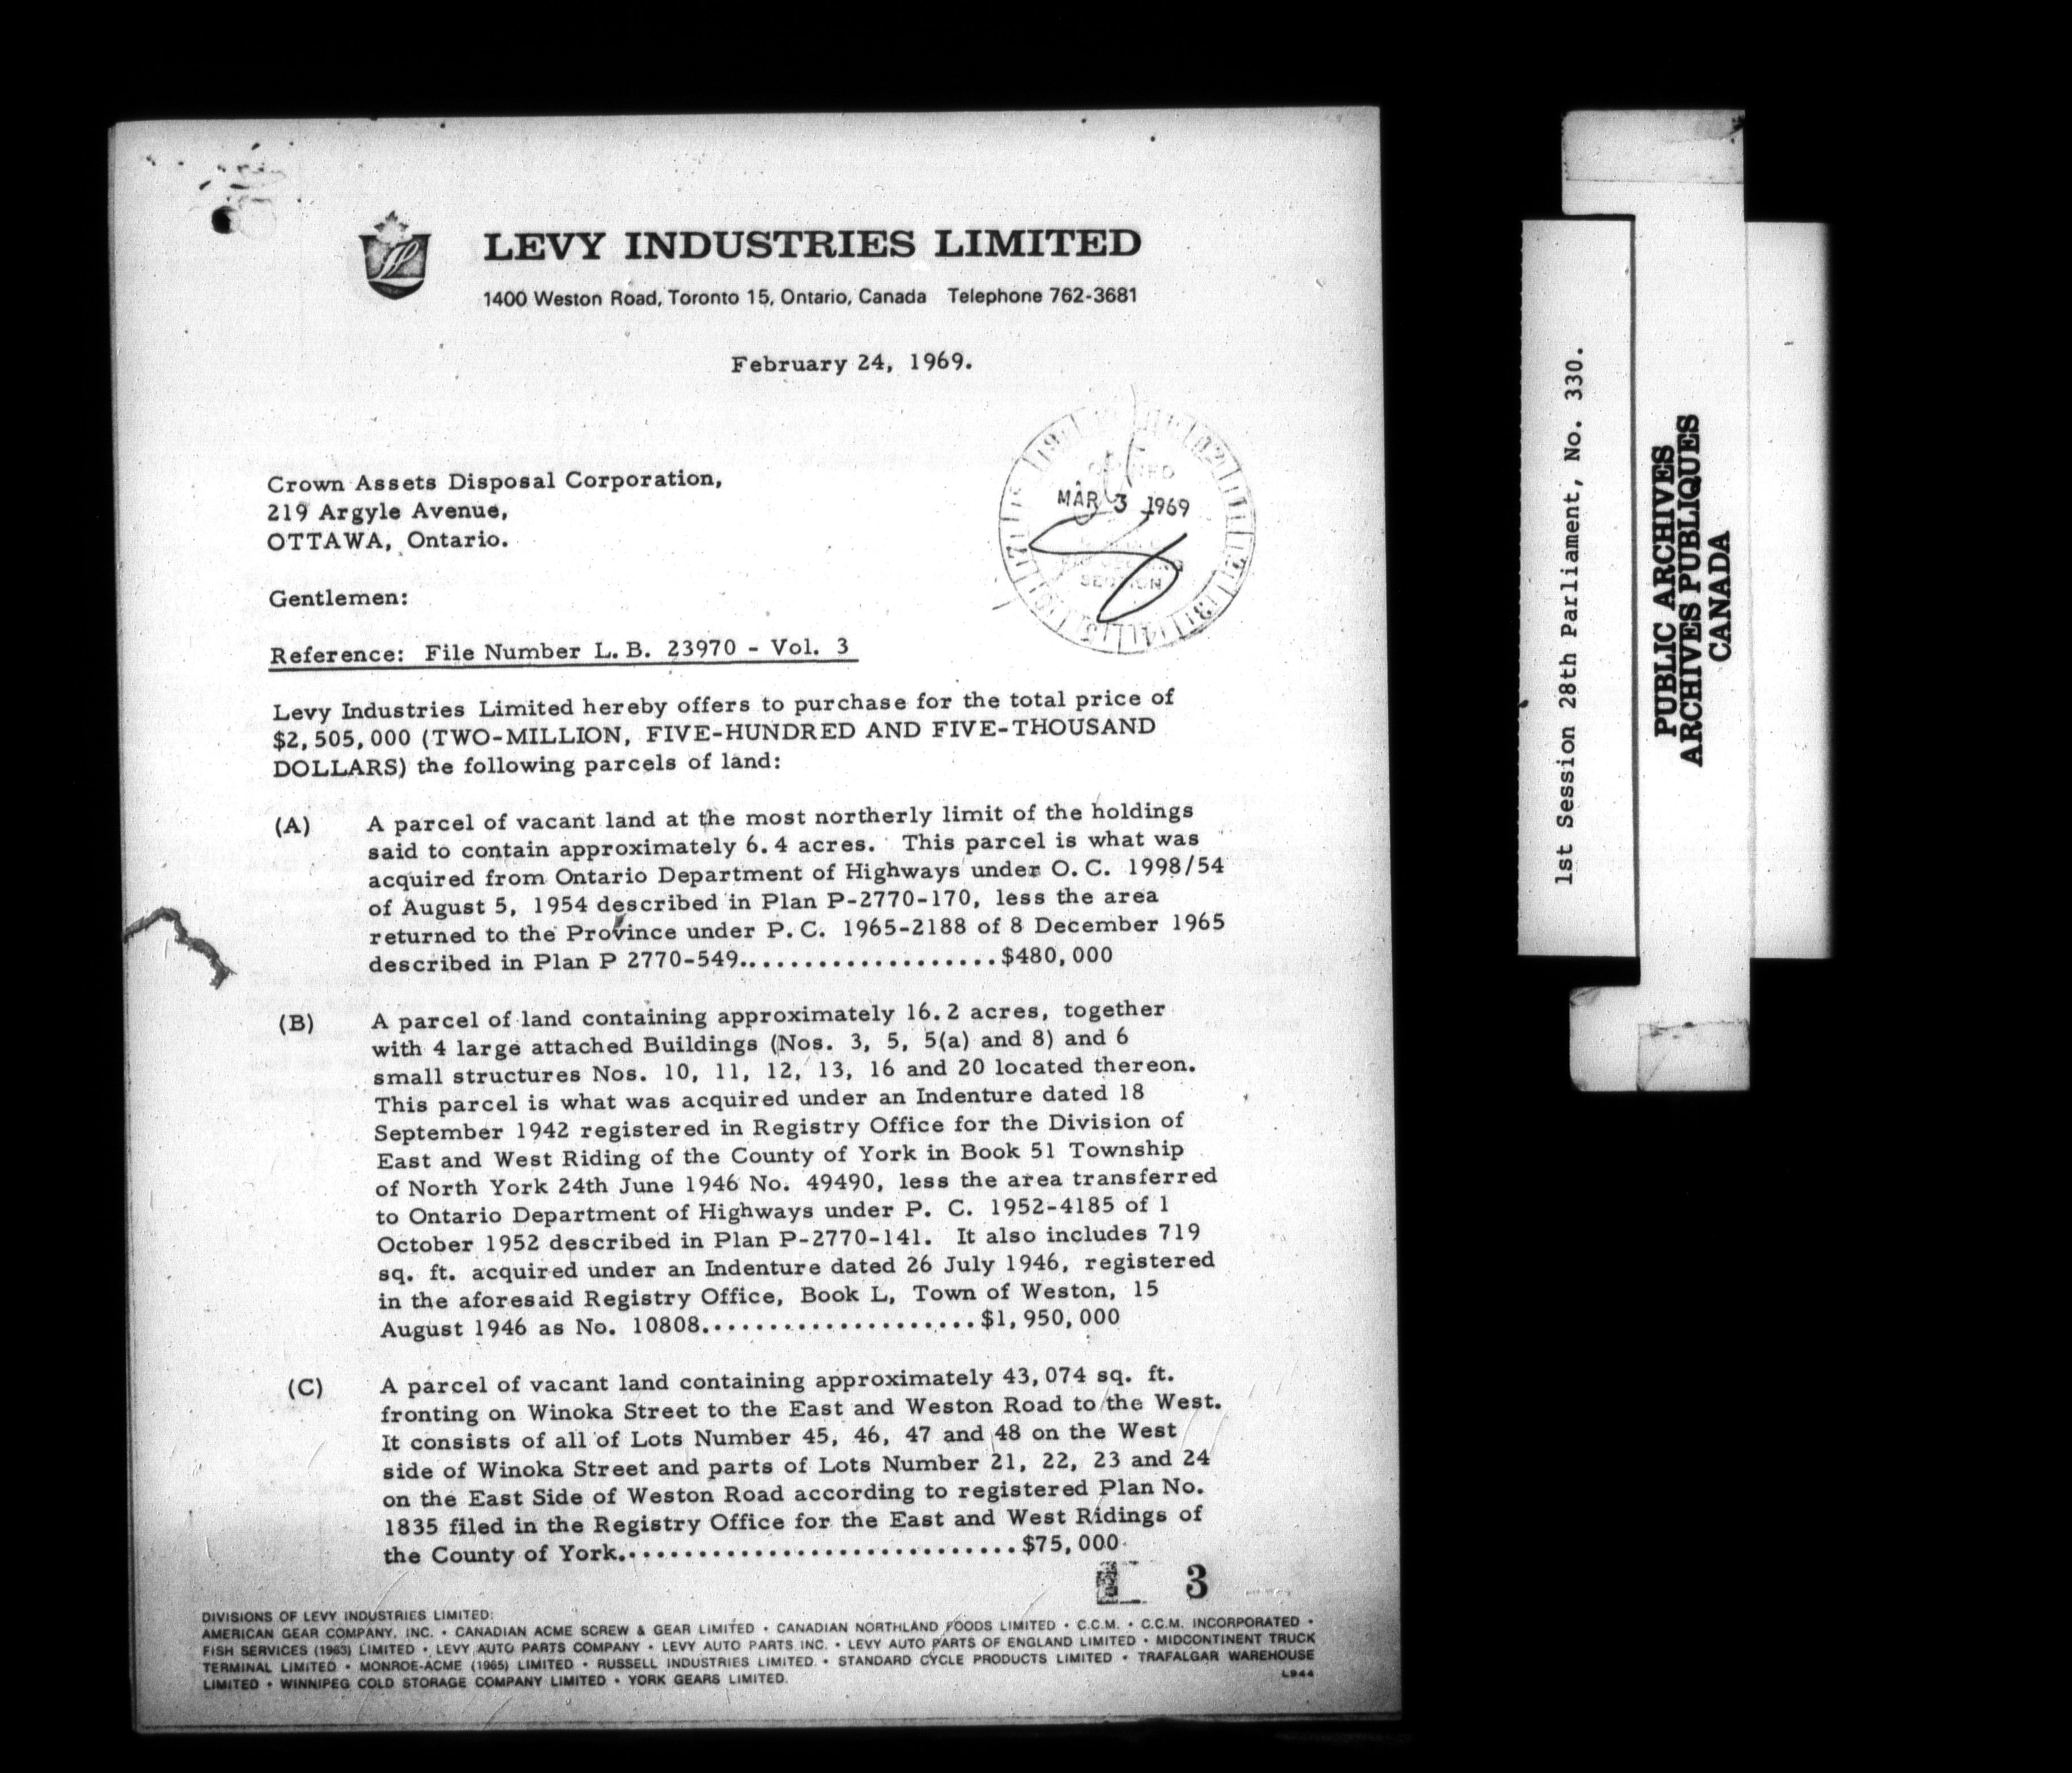 LEVY INDUSTRIES LIMITED
1400 Weston Road, Toronto 15, Ontario, Canada Telephone 762-3681
February 24, 1969.
MAR 3 1969
SECTION
Crown Assets Disposal Corporation,
219 Argyle Avenue,
OTTAWA, Ontario.
Gentlemen:
Reference: File Number L. B. 23970 - Vol. 3
Levy Industries Limited hereby offers to purchase for the total price of
$2,505,000 (TWO-MILLION, FIVE-HUNDRED AND FIVE-THOUSAND
DOLLARS) the following parcels of land:
(A) A parcel of vacant land at the most northerly limit of the holdings
said to contain approximately 6.4 acres. This parcel is what was
acquired from Ontario Department of Highways under O. C. 1998/54
of August 5, 1954 described in Plan P-2770-170, less the area
returned to the Province under P. C. 1965-2188 of 8 December 1965
described in Plan P 2770-549....................$480,000
(B) A parcel of land containing approximately 16.2 acres, together
with 4 large attached Buildings (Nos. 3, 5, 5(a) and 8) and 6
small structures Nos. 10, 11, 12, 13, 16 and 20 located thereon.
This parcel is what was acquired under an Indenture dated 18
September 1942 registered in Registry Office for the Division of
East and West Riding of the County of York in Book 51 Township
of North York 24th June 1946 No. 49490, less the area transferred
to Ontario Department of Highways under P. C. 1952-4185 of 1
October 1952 described in Plan P-2770-141. It also includes 719
sq. ft. acquired under an Indenture dated 26 July 1946, registered
in the aforesaid Registry Office, Book L, Town of Weston, 15
August 1946 as No. 10808....................$1,950,000
(C) A parcel of vacant land containing approximately 43,074 sq. ft.
fronting on Winoka Street to the East and Weston Road to the West.
It consists of all of Lots Number 45, 46, 47 and 48 on the West
side of Winoka Street and parts of Lots Number 21, 22, 23 and 24
on the East Side of Weston Road according to registered Plan No.
1835 filed in the Registry Office for the East and West Ridings of
the County of York.............................$75,000
3
DIVISIONS OF LEVY INDUSTRIES LIMITED:
AMERICAN GEAR COMPANY, INC. • CANADIAN ACME SCREW & GEAR LIMITED • CANADIAN NORTHLAND FOODS LIMITED • C.C.M. • C.C.M. INCORPORATED •
FISH SERVICES (1963) LIMITED • LEVY AUTO PARTS COMPANY • LEVY AUTO PARTS INC. • LEVY AUTO PARTS OF ENGLAND LIMITED • MIDCONTINENT TRUCK
TERMINAL LIMITED • MONROE-ACME (1965) LIMITED • RUSSELL INDUSTRIES LIMITED. • STANDARD CYCLE PRODUCTS LIMITED • TRAFALGAR WAREHOUSE
LIMITED • WINNIPEG COLD STORAGE COMPANY LIMITED • YORK GEARS LIMITED.
L944
1st Session 28th Parliament, No. 330.
PUBLIC ARCHIVES
ARCHIVES PUBLIQUES
CANADA